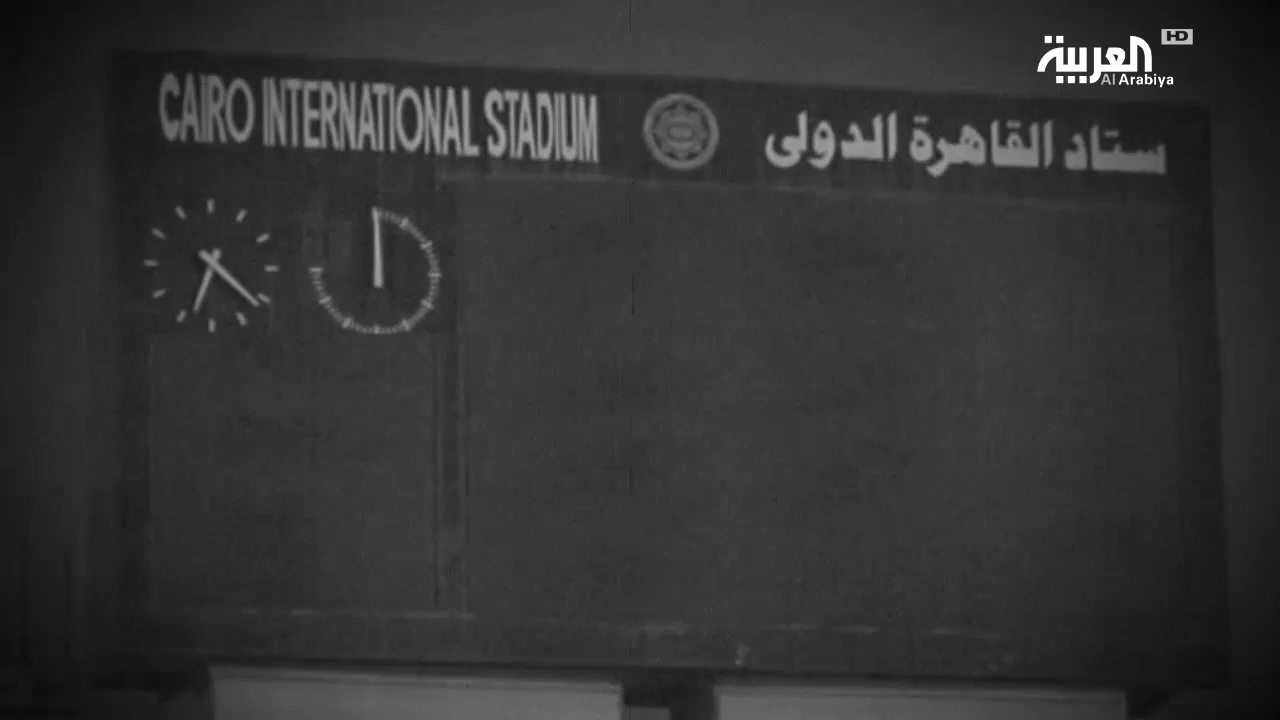 العربية HD
Al Arabiya
CAIRO INTERNATIONAL STADIUM
ستاد القاهرة الدولى